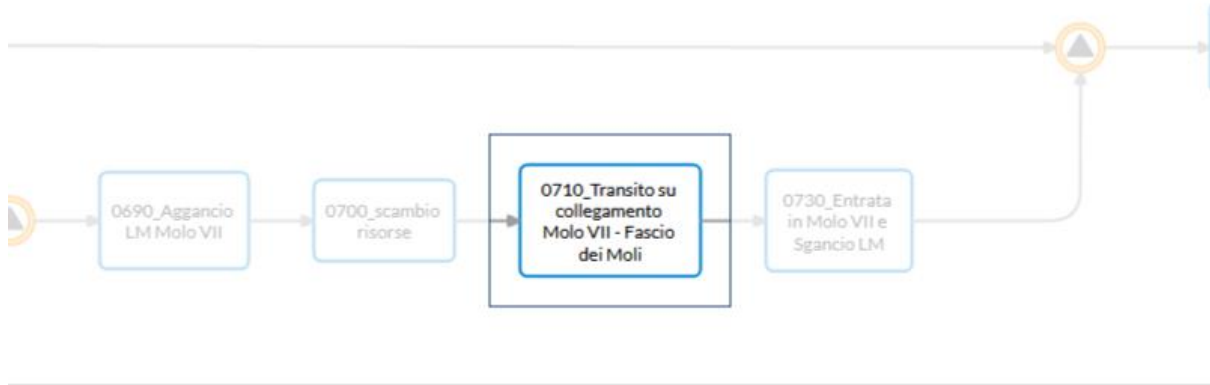 0690_Aggancio
LM Molo VII
0700_scambio
risorse
0710_Transito su
collegamento
Molo VII - Fascio
dei Moli
0730_Entrata
in Molo VII e
Sgancio LM